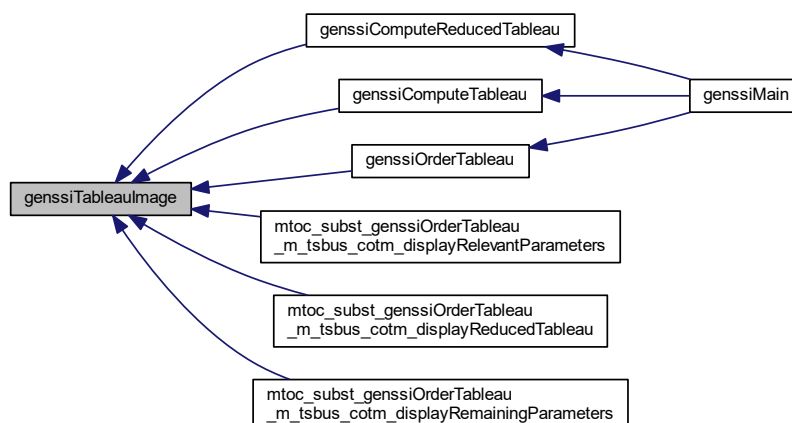 genssiComputeReducedTableau
genssiComputeTableau
genssiMain
genssiOrderTableau
genssiTableauImage
mtoc_subst_genssiOrderTableau
_m_tsbus_cotm_displayRelevantParameters
mtoc_subst_genssiOrderTableau
_m_tsbus_cotm_displayReducedTableau
mtoc_subst_genssiOrderTableau
_m_tsbus_cotm_displayRemainingParameters